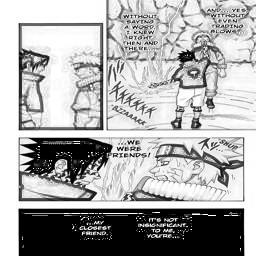 AND... YES,
WITHOUT
EVEN
TRADING
BLOWS.
WITHOUT
SAYING
A WORD
I KNEW
RIGHT
THEN AND
THERE...
...WE
WERE
FRIENDS!
IT'S NOT
INSIGNIFICANT.
TO ME,
YOU'RE...
...MY
CLOSEST
FRIEND.